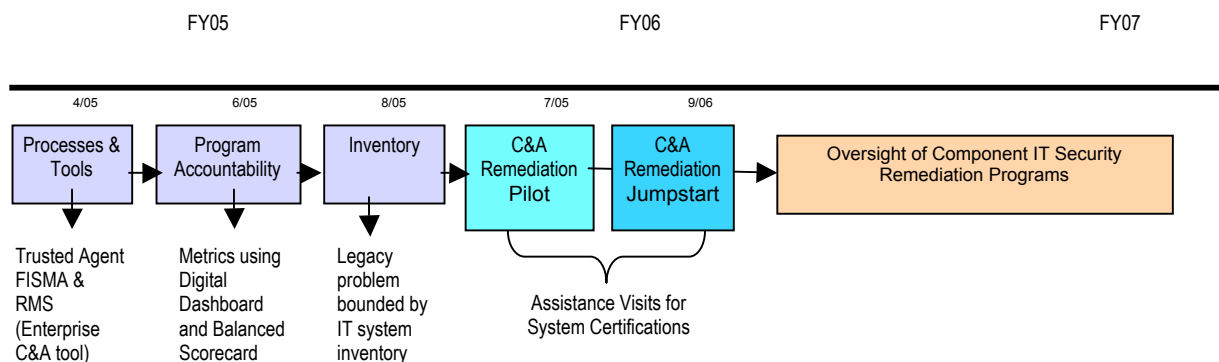 FY05
FY06
FY07
4/05
6/05
8/05
7/05
9/06
Processes &
Tools
Program
Accountability
Inventory
C&A
Remediation
Pilot
C&A
Remediation
Jumpstart
Oversight of Component IT Security
Remediation Programs
Trusted Agent
FISMA &
RMS
(Enterprise
C&A tool)
Metrics using
Digital
Dashboard
and Balanced
Scorecard
Legacy
problem
bounded by
IT system
inventory
Assistance Visits for
System Certifications